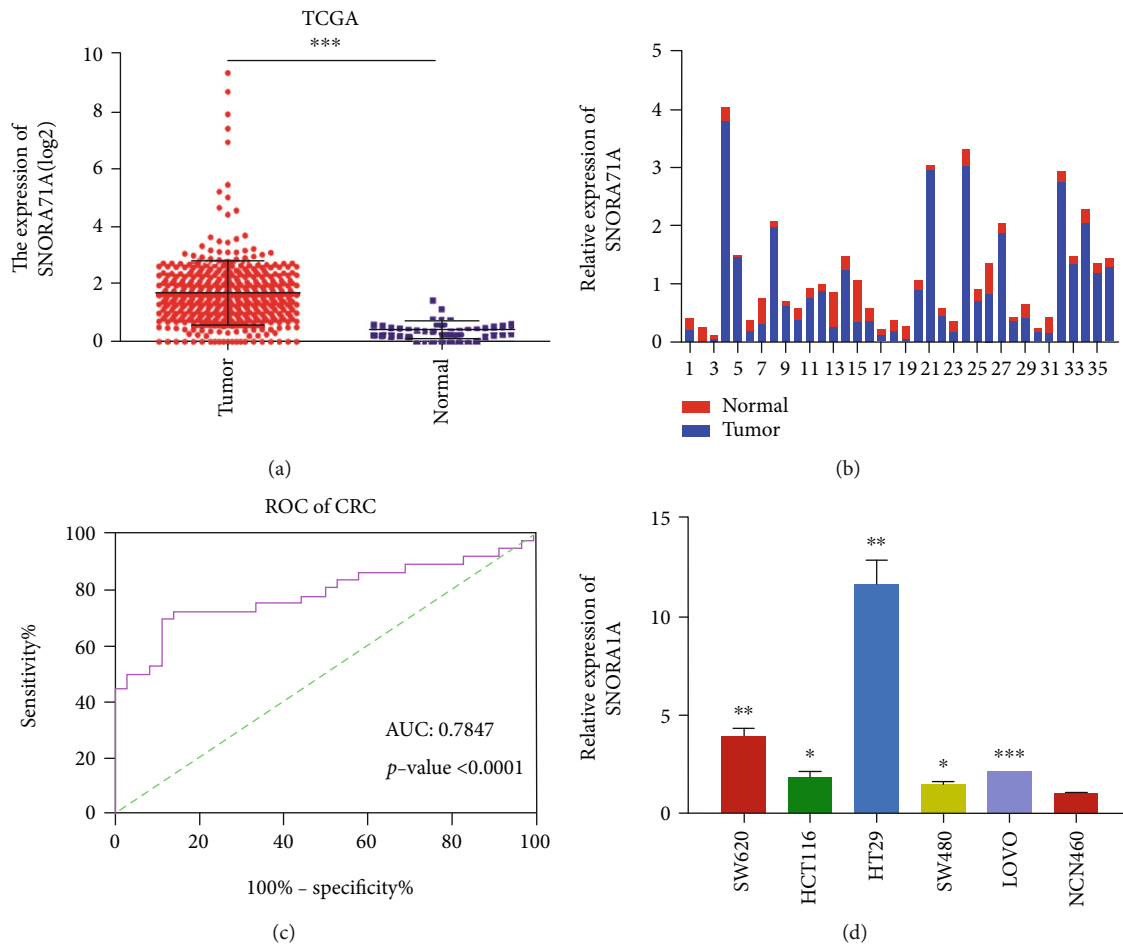 TCGA
***
The expression of
SNORA71A(log2)
10
8
6
4
2
0
Tumor
Normal
(a)
Relative expression of
SNORA71A
5
4
3
2
1
0
1 3 5 7 9 11 13 15 17 19 21 23 25 27 29 31 33 35
Normal
Tumor
(b)
ROC of CRC
Sensitivity%
100
80
60
40
20
0
AUC: 0.7847
p–value <0.0001
0 20 40 60 80 100
100% – specificity%
(c)
Relative expression of
SNORA1A
15
10
5
0
** * ** * ***
SW620
HCT116
HT29
SW480
LOVO
NCN460
(d)